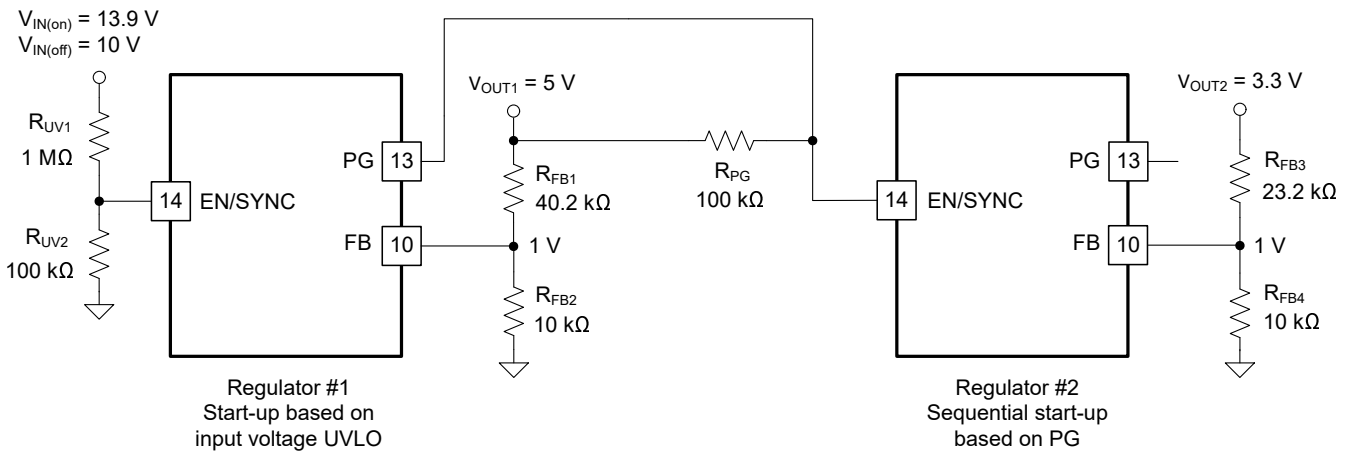 VIN(on) = 13.9 V
VIN(off) = 10 V
RUV1
1 MΩ
RUV2
100 kΩ
14
EN/SYNC
PG
13
FB
10
VOUT1 = 5 V
RFB1
40.2 kΩ
1 V
RFB2
10 kΩ
RPG
100 kΩ
14
EN/SYNC
PG
13
FB
10
VOUT2 = 3.3 V
RFB3
23.2 kΩ
1 V
RFB4
10 kΩ
Regulator #1
Start-up based on
input voltage UVLO
Regulator #2
Sequential start-up
based on PG